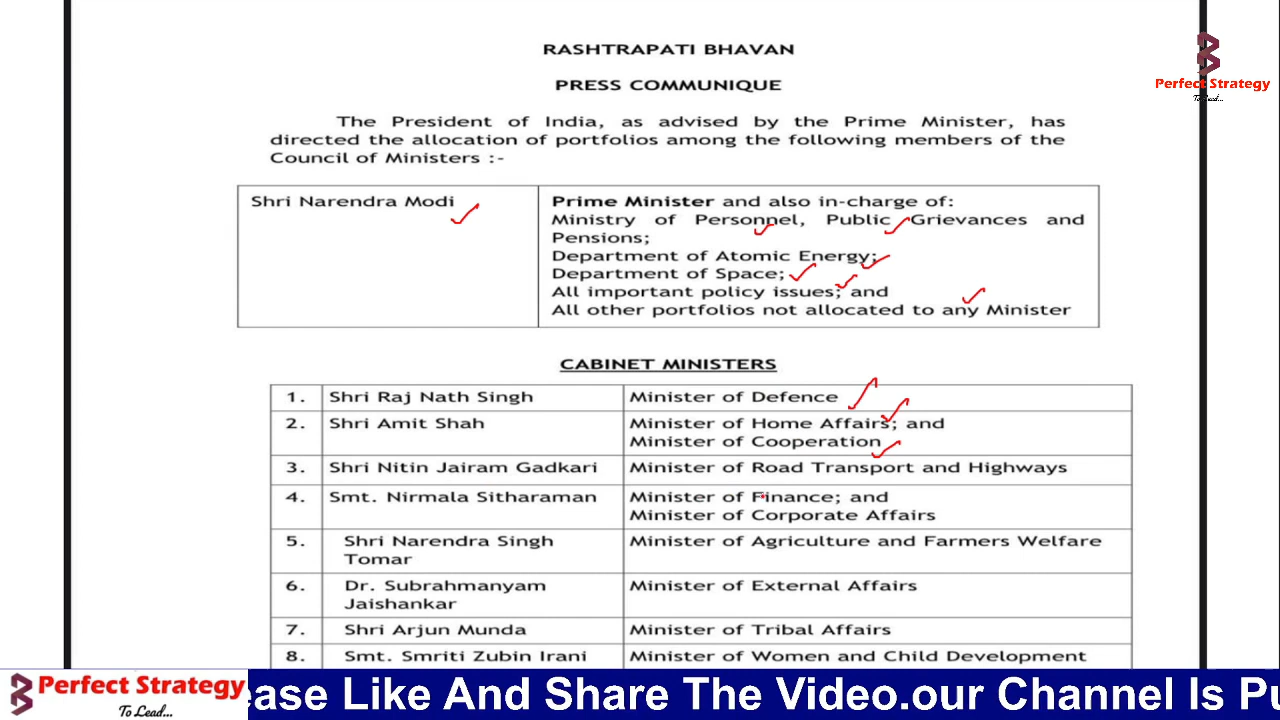 RASHTRAPATI BHAVAN
PRESS COMMUNIQUE
Perfect Strategy
To Lead...
The President of India, as advised by the Prime Minister, has
directed the allocation of portfolios among the following members of the
Council of Ministers :-
Shri Narendra Modi
Prime Minister and also in-charge of:
Ministry of Personnel, Public Grievances and
Pensions;
Department of Atomic Energy;
Department of Space;
All important policy issues; and
All other portfolios not allocated to any Minister
CABINET MINISTERS
1. Shri Raj Nath Singh Minister of Defence
2. Shri Amit Shah Minister of Home Affairs; and
Minister of Cooperation
3. Shri Nitin Jairam Gadkari Minister of Road Transport and Highways
4. Smt. Nirmala Sitharaman Minister of Finance; and
Minister of Corporate Affairs
5. Shri Narendra Singh Minister of Agriculture and Farmers Welfare
Tomar
6. Dr. Subrahmanyam Minister of External Affairs
Jaishankar
7. Shri Arjun Munda Minister of Tribal Affairs
8. Smt. Smriti Zubin Irani Minister of Women and Child Development
Perfect Strategy
To Lead...
ease Like And Share The Video.our Channel Is Pu